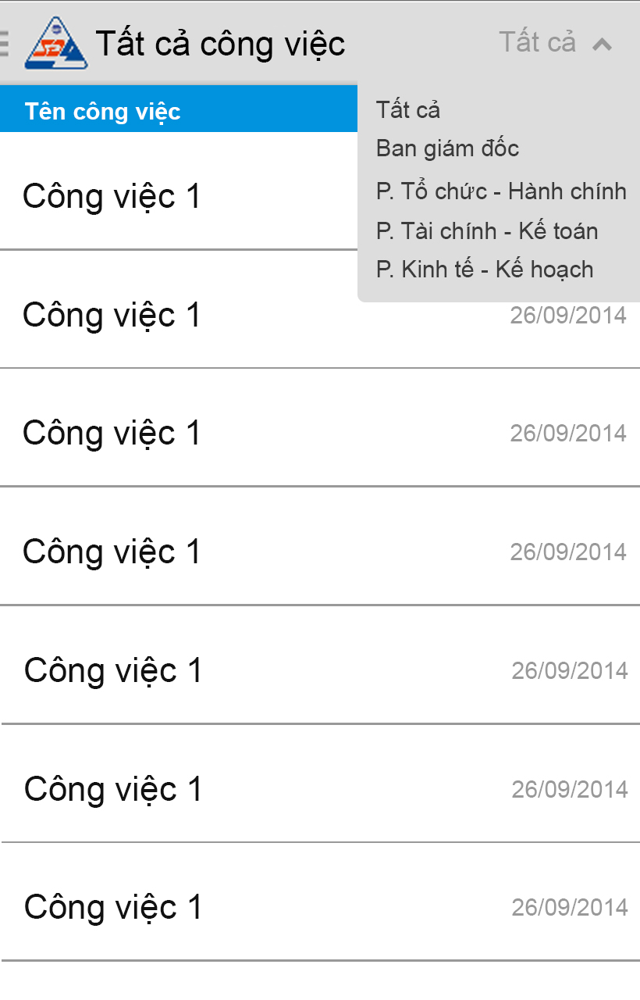 Tất cả công việc
Tất cả
Tên công việc
Tất cả
Ban giám đốc
P. Tổ chức - Hành chính
P. Tài chính - Kế toán
P. Kinh tế - Kế hoạch
Công việc 1
Công việc 1
26/09/2014
Công việc 1
26/09/2014
Công việc 1
26/09/2014
Công việc 1
26/09/2014
Công việc 1
26/09/2014
Công việc 1
26/09/2014